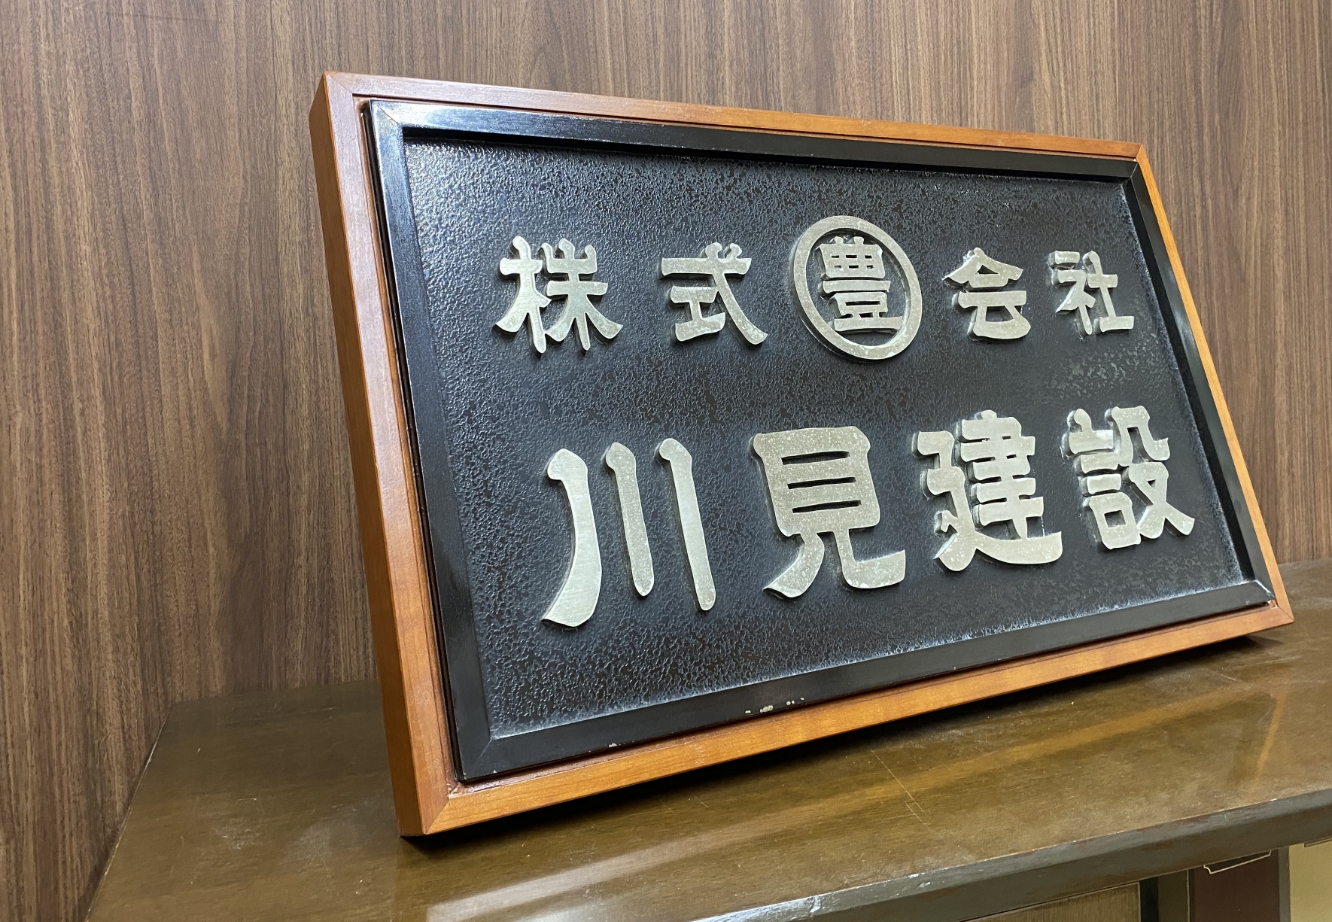 株式 豊 会社
川見建設